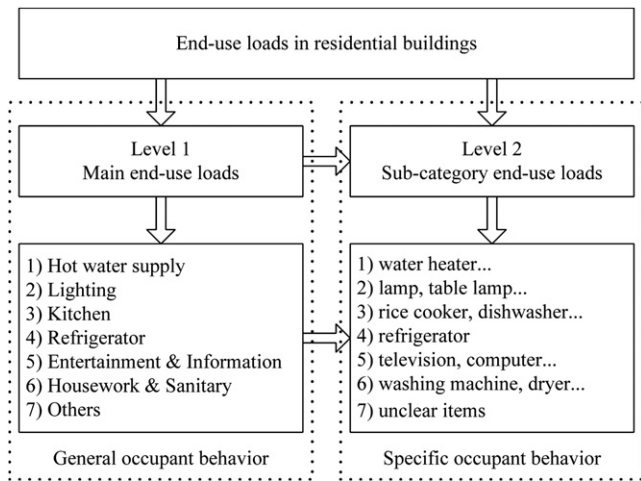 End-use loads in residential buildings
Level 1
Main end-use loads
Level 2
Sub-category end-use loads
1) Hot water supply
2) Lighting
3) Kitchen
4) Refrigerator
5) Entertainment & Information
6) Housework & Sanitary
7) Others
1) water heater...
2) lamp, table lamp...
3) rice cooker, dishwasher...
4) refrigerator
5) television, computer...
6) washing machine, dryer...
7) unclear items
General occupant behavior
Specific occupant behavior